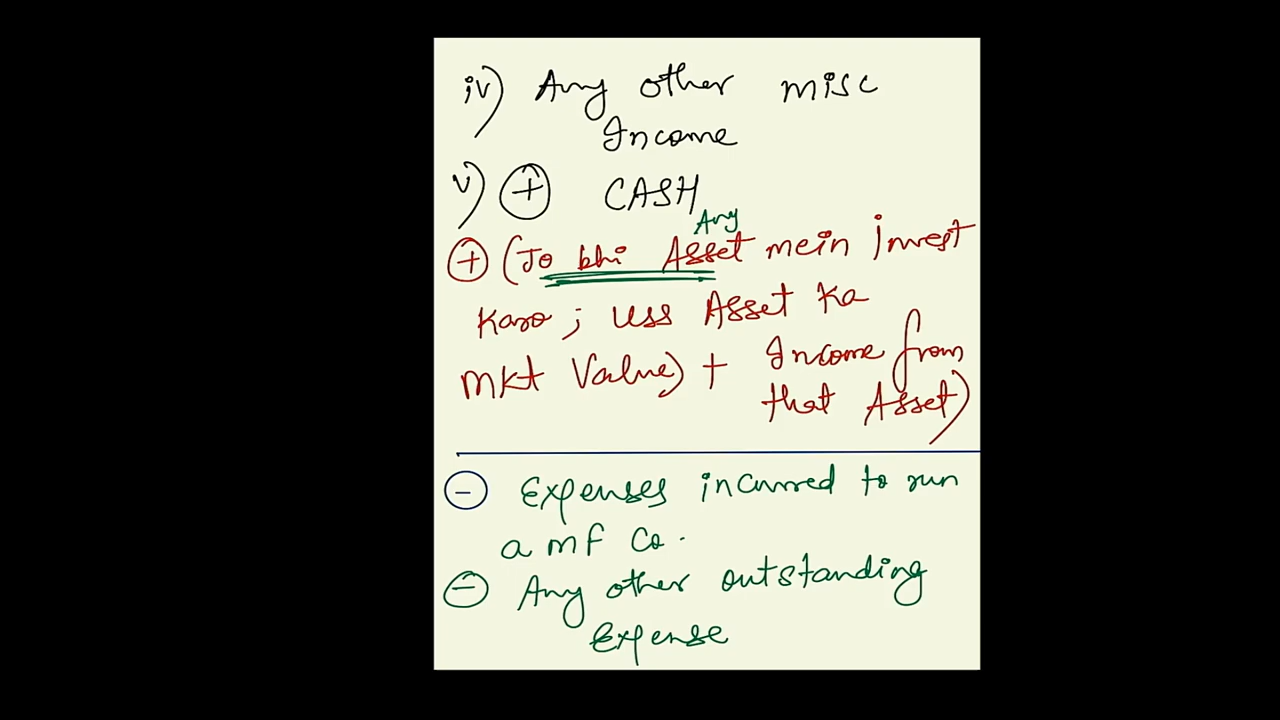 iv) Any other misc
Income
v) (+) CASH
Any
(+) (Jo bhi Asset mein invest
Karo ; uss Asset Ka
Mkt Value) + Income from
that Asset)
(-) Expenses incurred to run
a MF Co.
(-) Any other outstanding
Expense